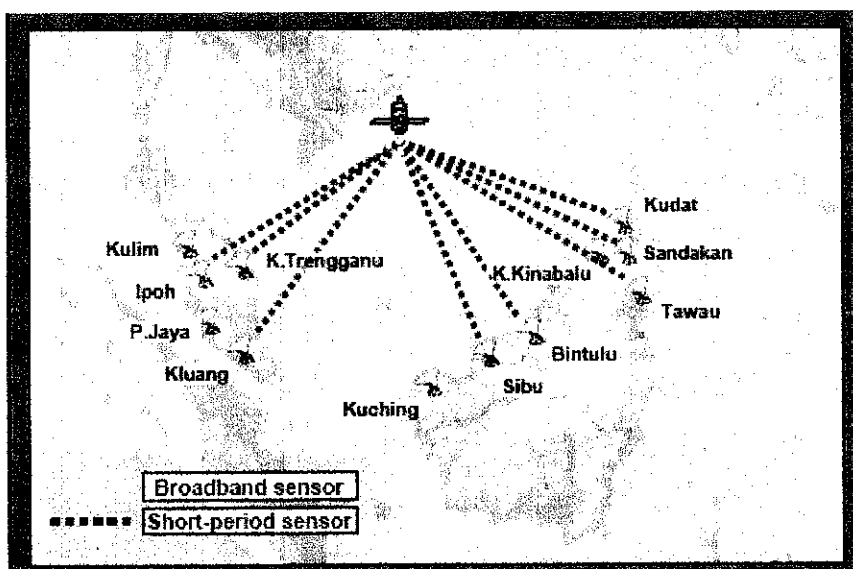 Kudat
Kulim
K.Trengganu
K.Kinabalu
Sandakan
Ipoh
Tawau
P.Jaya
Bintulu
Kluang
Sibu
Kuching
Broadband sensor
Short-period sensor